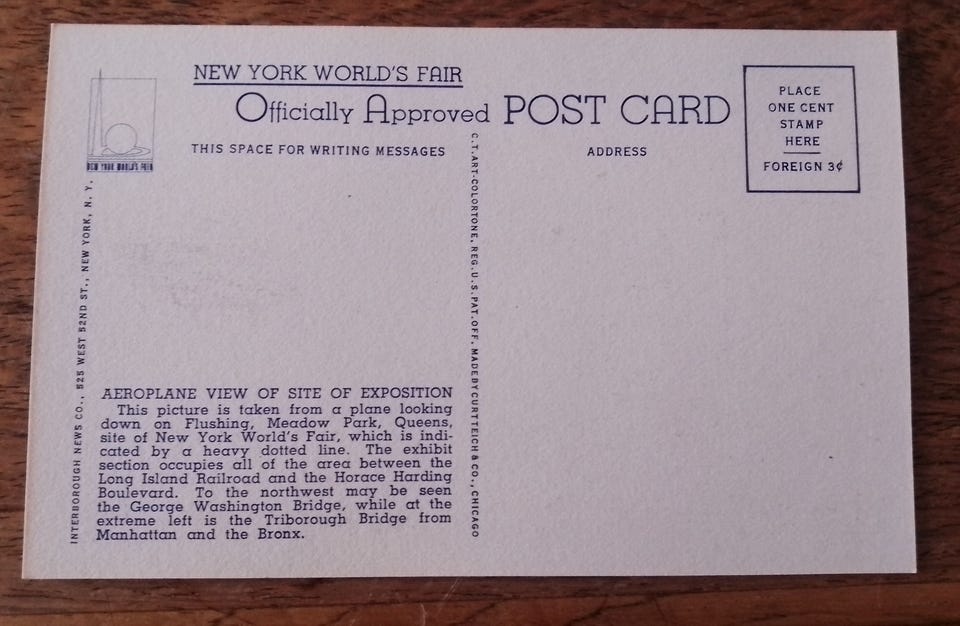 NEW YORK WORLD'S FAIR
Officially Approved POST CARD
THIS SPACE FOR WRITING MESSAGES
ADDRESS
PLACE
ONE CENT
STAMP
HERE
FOREIGN 3¢
NEW YORK WORLD'S FAIR
INTERBOROUGH NEWS CO., 525 WEST 52ND ST., NEW YORK, N. Y.
C.T. ART-COLORTONE, REG. U.S. PAT. OFF. MADE BY CURT TEICH & CO., CHICAGO
AEROPLANE VIEW OF SITE OF EXPOSITION
This picture is taken from a plane looking
down on Flushing, Meadow Park, Queens,
site of New York World's Fair, which is indi-
cated by a heavy dotted line. The exhibit
section occupies all of the area between the
Long Island Railroad and the Horace Harding
Boulevard. To the northwest may be seen
the George Washington Bridge, while at the
extreme left is the Triborough Bridge from
Manhattan and the Bronx.